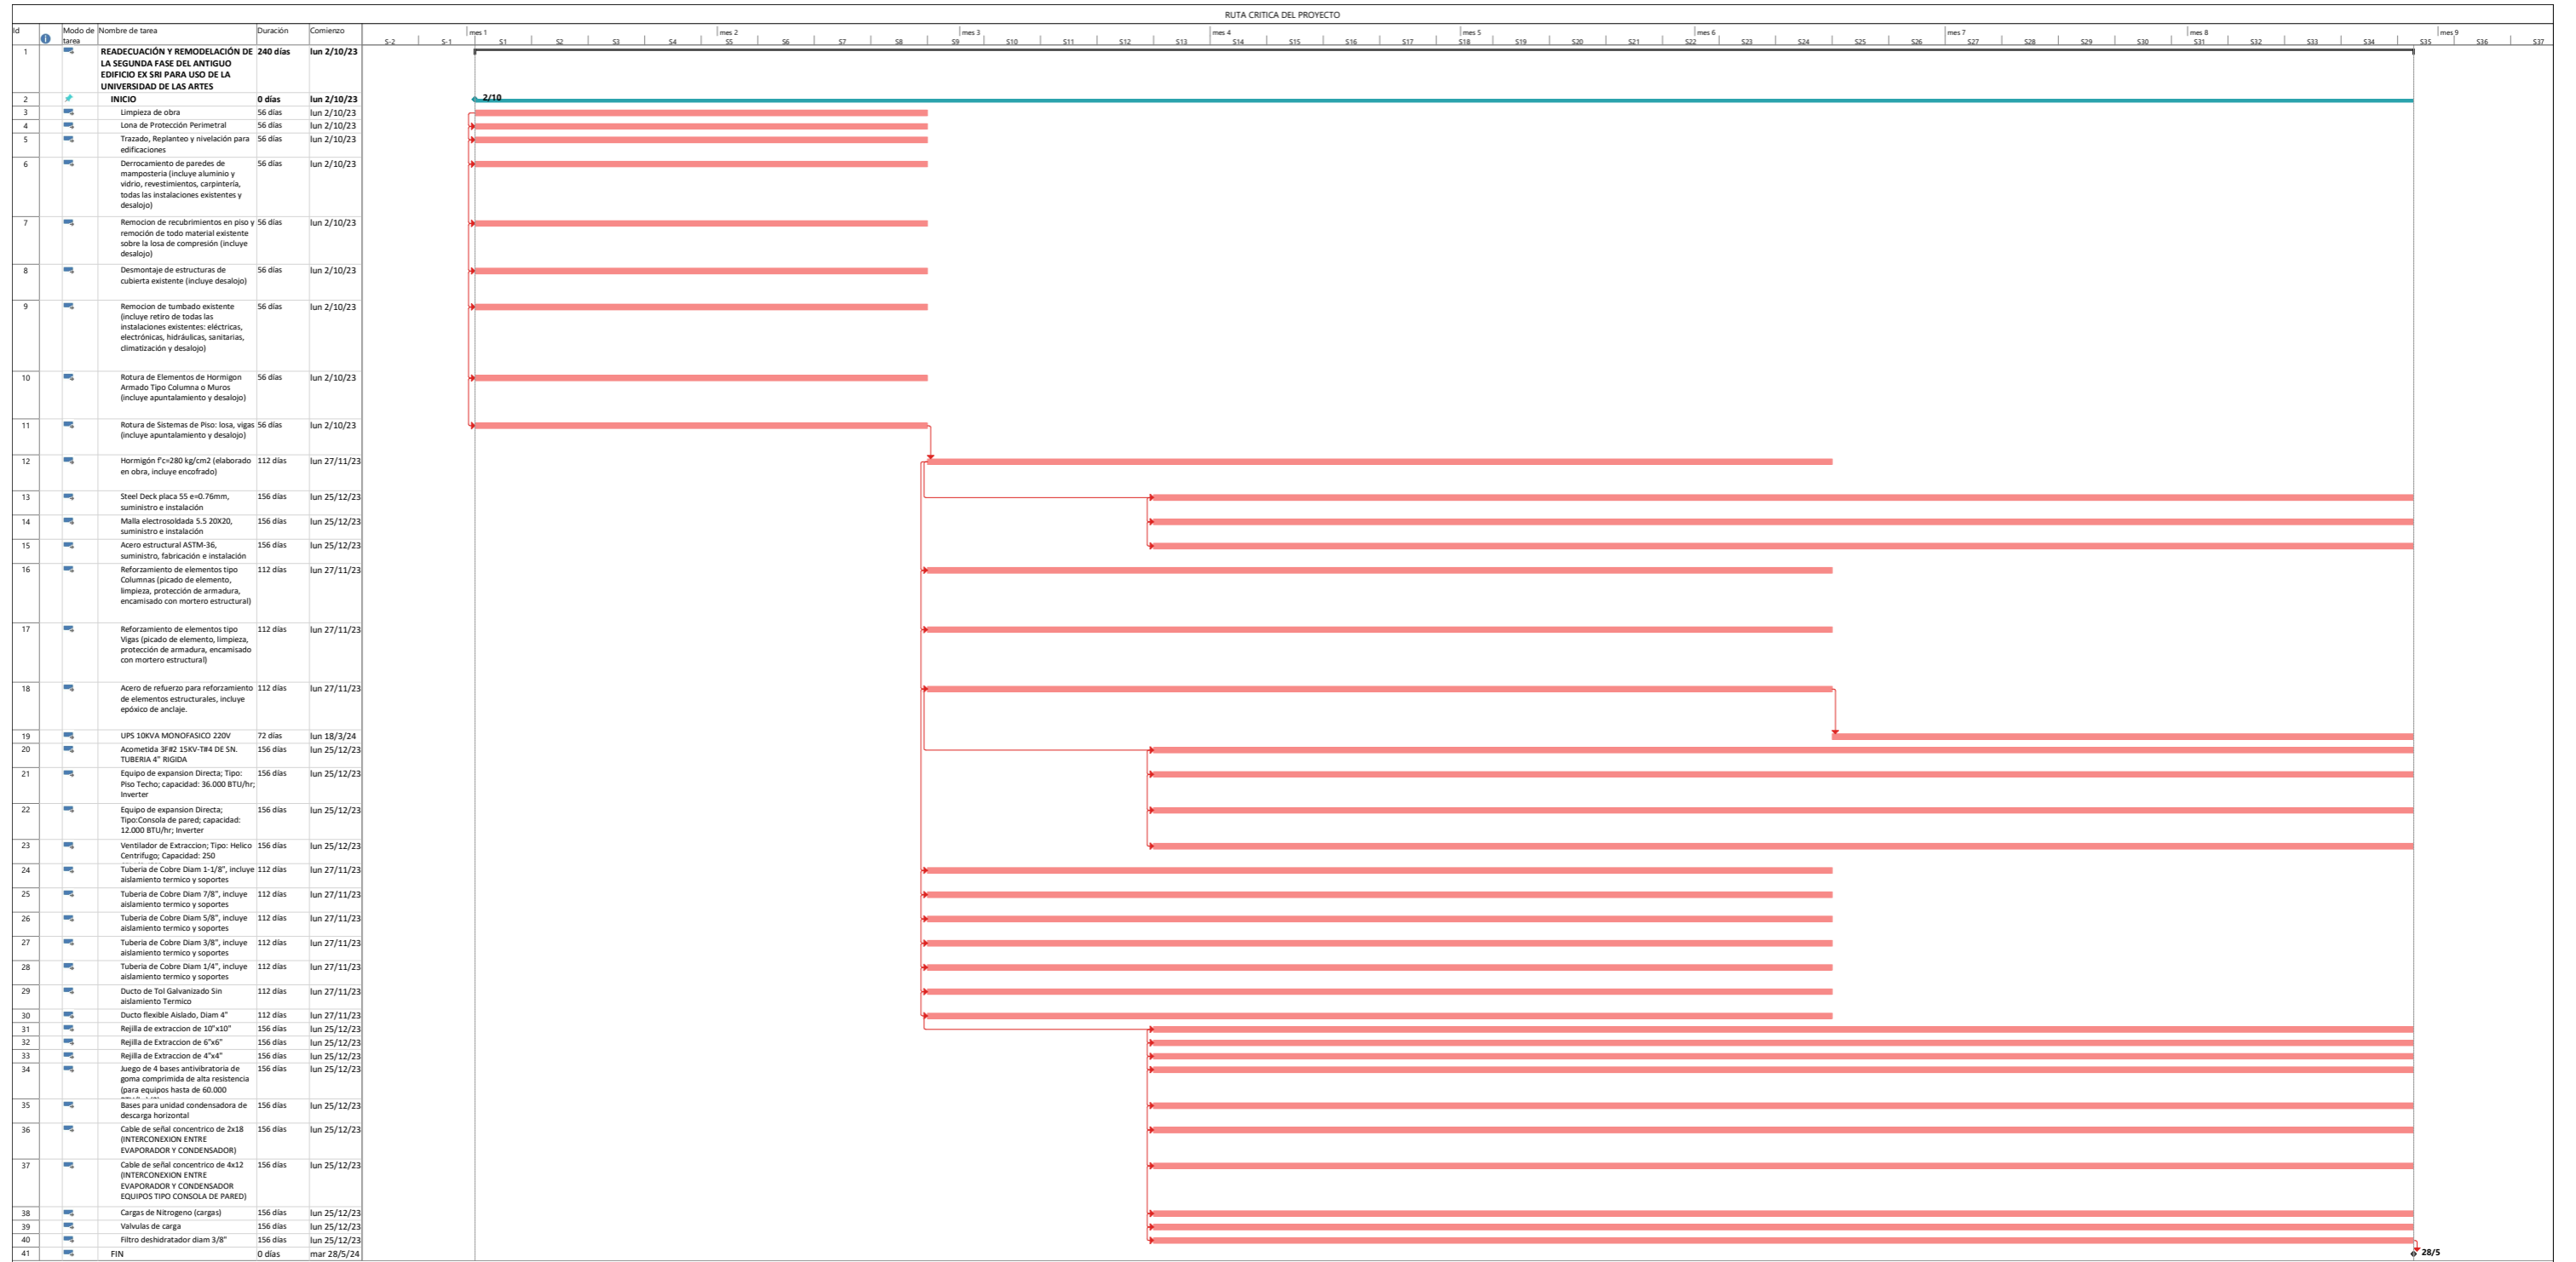 RUTA CRITICA DEL PROYECTO
Id Modo de Nombre de tarea Duración Comienzo mes 1 mes 2 mes 3 mes 4 mes 5 mes 6 mes 7 mes 8 mes 9
tarea S-2 S-1 S1 S2 S3 S4 S5 S6 S7 S8 S9 S10 S11 S12 S13 S14 S15 S16 S17 S18 S19 S20 S21 S22 S23 S24 S25 S26 S27 S28 S29 S30 S31 S32 S33 S34 S35 S36 S37
1 READECUACIÓN Y REMODELACIÓN DE 240 días lun 2/10/23
LA SEGUNDA FASE DEL ANTIGUO
EDIFICIO EX SRI PARA USO DE LA
UNIVERSIDAD DE LAS ARTES
2 INICIO 0 días lun 2/10/23 2/10
3 Limpieza de obra 56 días lun 2/10/23
4 Lona de Protección Perimetral 56 días lun 2/10/23
5 Trazado, Replanteo y nivelación para 56 días lun 2/10/23
edificaciones
6 Derrocamiento de paredes de 56 días lun 2/10/23
mamposteria (incluye aluminio y
vidrio, revestimientos, carpintería,
todas las instalaciones existentes y
desalojo)
7 Remocion de recubrimientos en piso y 56 días lun 2/10/23
remoción de todo material existente
sobre la losa de compresión (incluye
desalojo)
8 Desmontaje de estructuras de 56 días lun 2/10/23
cubierta existente (incluye desalojo)
9 Remocion de tumbado existente 56 días lun 2/10/23
(incluye retiro de todas las
instalaciones existentes: eléctricas,
electrónicas, hidráulicas, sanitarias,
climatización y desalojo)
10 Rotura de Elementos de Hormigon 56 días lun 2/10/23
Armado Tipo Columna o Muros
(incluye apuntalamiento y desalojo)
11 Rotura de Sistemas de Piso: losa, vigas 56 días lun 2/10/23
(incluye apuntalamiento y desalojo)
12 Hormigón f'c=280 kg/cm2 (elaborado 112 días lun 27/11/23
en obra, incluye encofrado)
13 Steel Deck placa 55 e=0.76mm, 156 días lun 25/12/23
suministro e instalación
14 Malla electrosoldada 5.5 20X20, 156 días lun 25/12/23
suministro e instalación
15 Acero estructural ASTM-36, 156 días lun 25/12/23
suministro, fabricación e instalación
16 Reforzamiento de elementos tipo 112 días lun 27/11/23
Columnas (picado de elemento,
limpieza, protección de armadura,
encamisado con mortero estructural)
17 Reforzamiento de elementos tipo 112 días lun 27/11/23
Vigas (picado de elemento, limpieza,
protección de armadura, encamisado
con mortero estructural)
18 Acero de refuerzo para reforzamiento 112 días lun 27/11/23
de elementos estructurales, incluye
epóxico de anclaje.
19 UPS 10KVA MONOFASICO 220V 72 días lun 18/3/24
20 Acometida 3F#2 15KV-T#4 DE SN. 156 días lun 25/12/23
TUBERIA 4" RIGIDA
21 Equipo de expansion Directa; Tipo: 156 días lun 25/12/23
Piso Techo; capacidad: 36.000 BTU/hr;
Inverter
22 Equipo de expansion Directa; 156 días lun 25/12/23
Tipo:Consola de pared; capacidad:
12.000 BTU/hr; Inverter
23 Ventilador de Extraccion; Tipo: Helico 156 días lun 25/12/23
Centrifugo; Capacidad: 250
24 Tuberia de Cobre Diam 1-1/8", incluye 112 días lun 27/11/23
aislamiento termico y soportes
25 Tuberia de Cobre Diam 7/8", incluye 112 días lun 27/11/23
aislamiento termico y soportes
26 Tuberia de Cobre Diam 5/8", incluye 112 días lun 27/11/23
aislamiento termico y soportes
27 Tuberia de Cobre Diam 3/8", incluye 112 días lun 27/11/23
aislamiento termico y soportes
28 Tuberia de Cobre Diam 1/4", incluye 112 días lun 27/11/23
aislamiento termico y soportes
29 Ducto de Tol Galvanizado Sin 112 días lun 27/11/23
aislamiento Termico
30 Ducto flexible Aislado, Diam 4" 112 días lun 27/11/23
31 Rejilla de extraccion de 10"x10" 156 días lun 25/12/23
32 Rejilla de Extraccion de 6"x6" 156 días lun 25/12/23
33 Rejilla de Extraccion de 4"x4" 156 días lun 25/12/23
34 Juego de 4 bases antivibratoria de 156 días lun 25/12/23
goma comprimida de alta resistencia
(para equipos hasta de 60.000
35 Bases para unidad condensadora de 156 días lun 25/12/23
descarga horizontal
36 Cable de señal concentrico de 2x18 156 días lun 25/12/23
(INTERCONEXION ENTRE
EVAPORADOR Y CONDENSADOR)
37 Cable de señal concentrico de 4x12 156 días lun 25/12/23
(INTERCONEXION ENTRE
EVAPORADOR Y CONDENSADOR
EQUIPOS TIPO CONSOLA DE PARED)
38 Cargas de Nitrogeno (cargas) 156 días lun 25/12/23
39 Valvulas de carga 156 días lun 25/12/23
40 Filtro deshidratador diam 3/8" 156 días lun 25/12/23
41 FIN 0 días mar 28/5/24 28/5